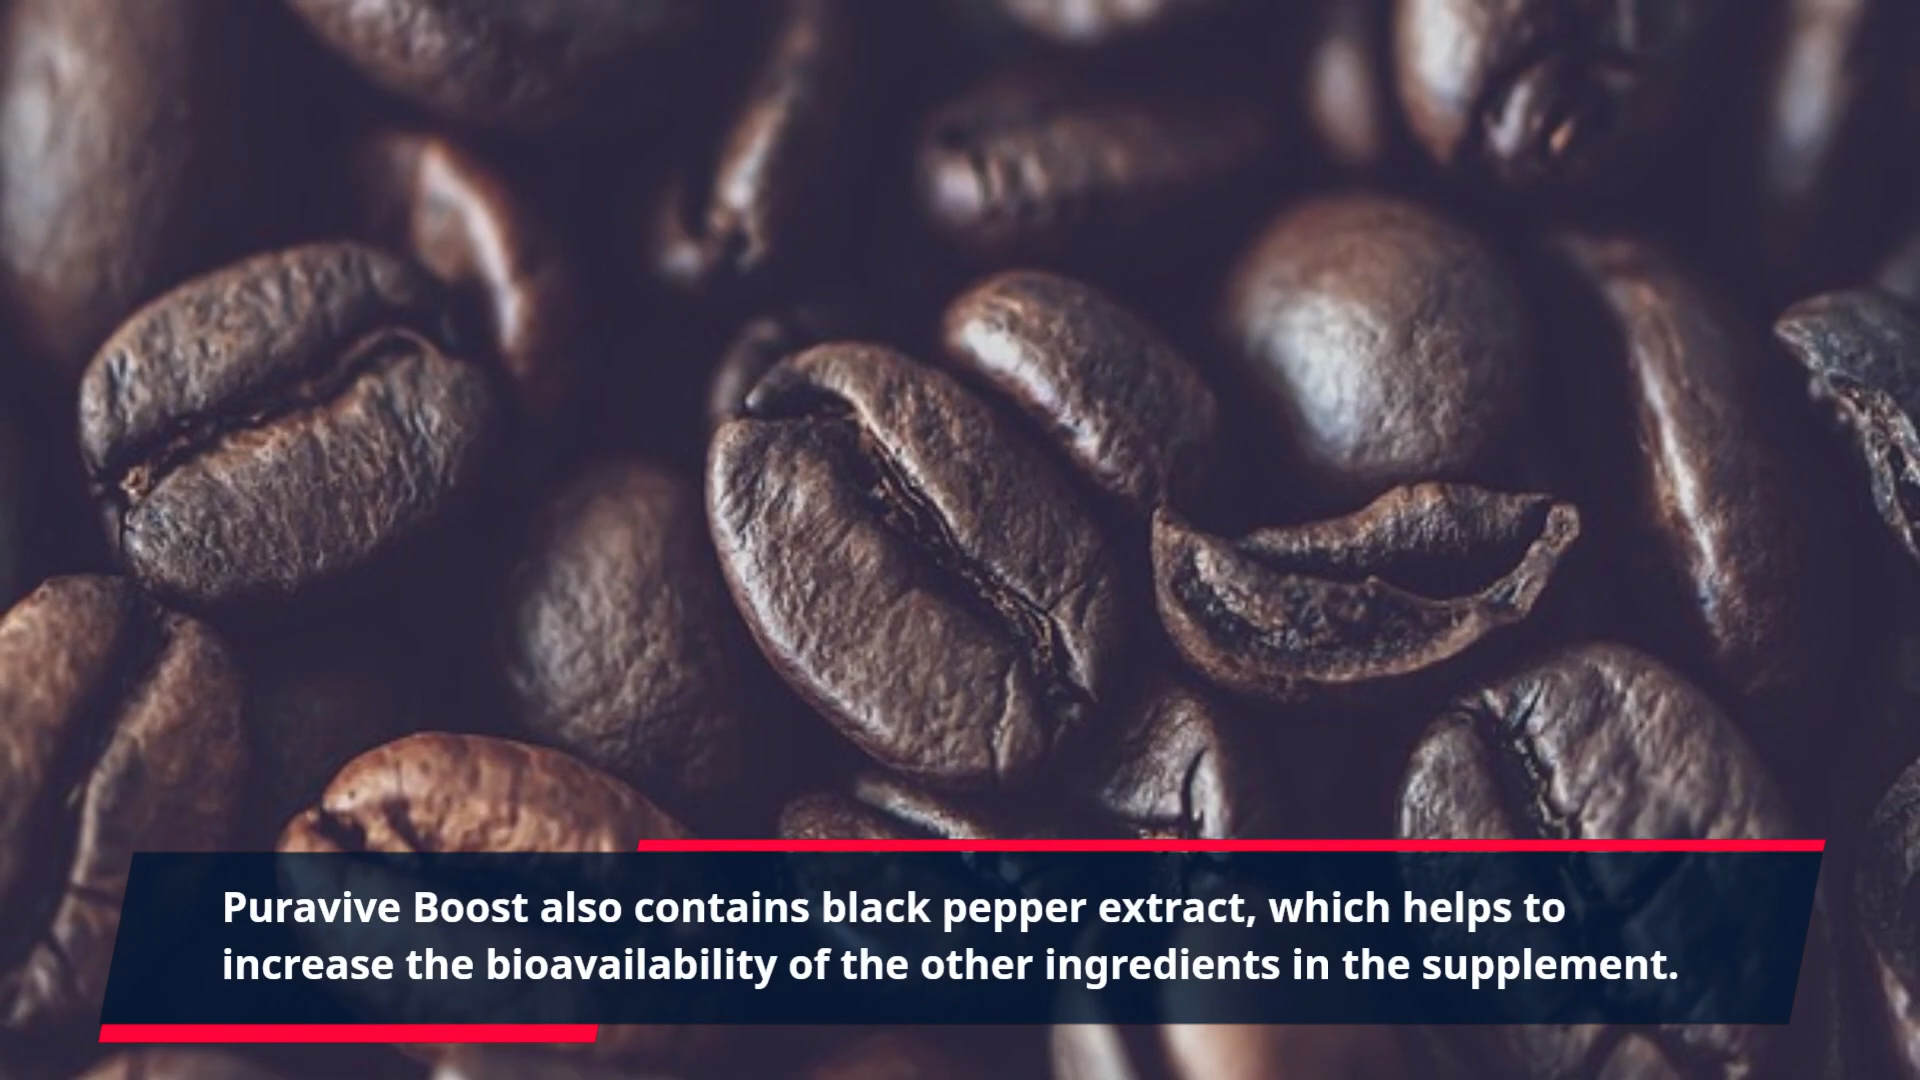 Puravive Boost also contains black pepper extract, which helps to
increase the bioavailability of the other ingredients in the supplement.